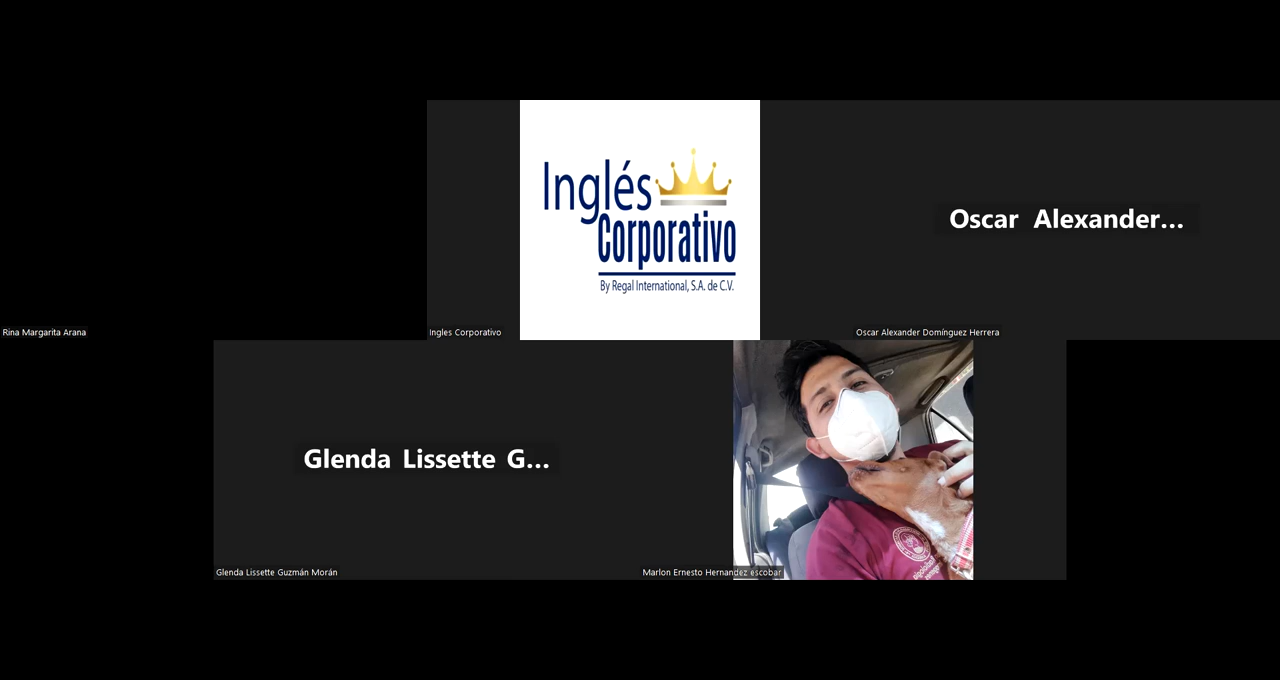 Inglés
Corporativo
By Regal International, S.A. de C.V.
Oscar Alexander...
Rina Margarita Arana
Ingles Corporativo
Oscar Alexander Domínguez Herrera
Glenda Lissette G...
Glenda Lissette Guzmán Morán
Marlon Ernesto Hernandez escobar